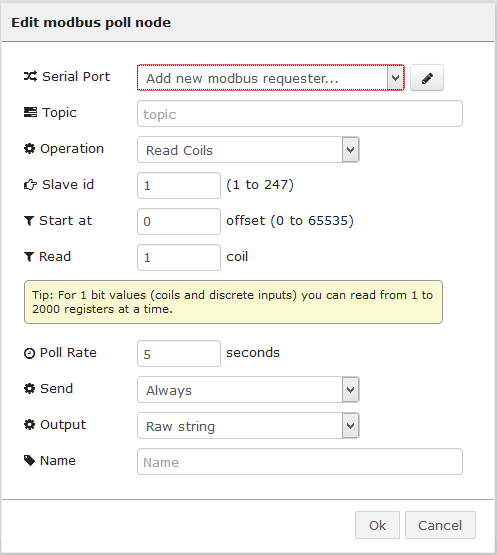 Edit modbus poll node
Serial Port Add new modbus requester...
Topic topic
Operation Read Coils
Slave id 1 (1 to 247)
Start at 0 offset (0 to 65535)
Read 1 coil
Tip: For 1 bit values (coils and discrete inputs) you can read from 1 to
2000 registers at a time.
Poll Rate 5 seconds
Send Always
Output Raw string
Name Name
Ok Cancel